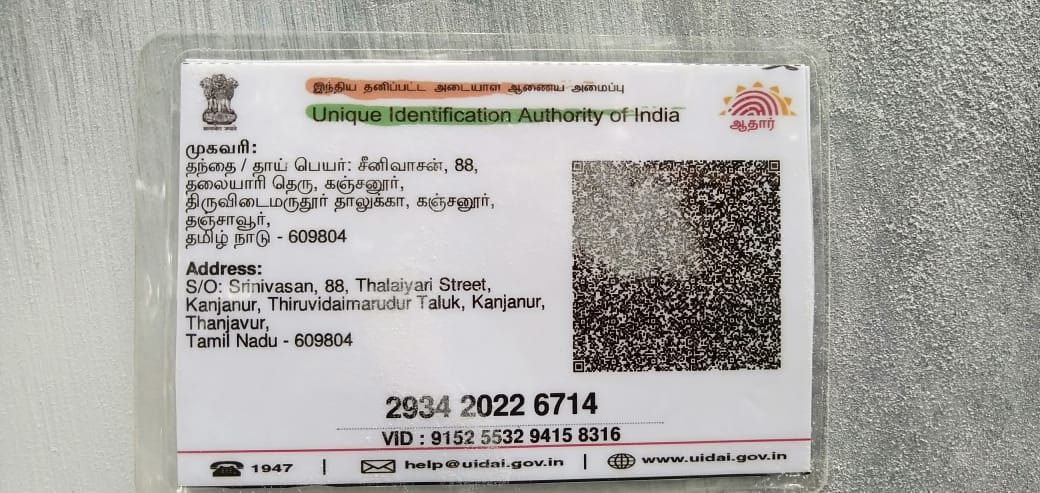 இந்திய தனிப்பட்ட அடையாள ஆணைய அமைப்பு
Unique Identification Authority of India
ஆதார்
முகவரி:
தந்தை / தாய் பெயர்: சீனிவாசன், 88,
தலையாரி தெரு, கஞ்சனூர்,
திருவிடைமருதூர் தாலுக்கா, கஞ்சனூர்,
தஞ்சாவூர்,
தமிழ் நாடு - 609804
Address:
S/O: Srinivasan, 88, Thalaiyari Street,
Kanjanur, Thiruvidaimarudur Taluk, Kanjanur,
Thanjavur,
Tamil Nadu - 609804
2934 2022 6714
VID : 9152 5532 9415 8316
1947 | help@uidai.gov.in | www.uidai.gov.in